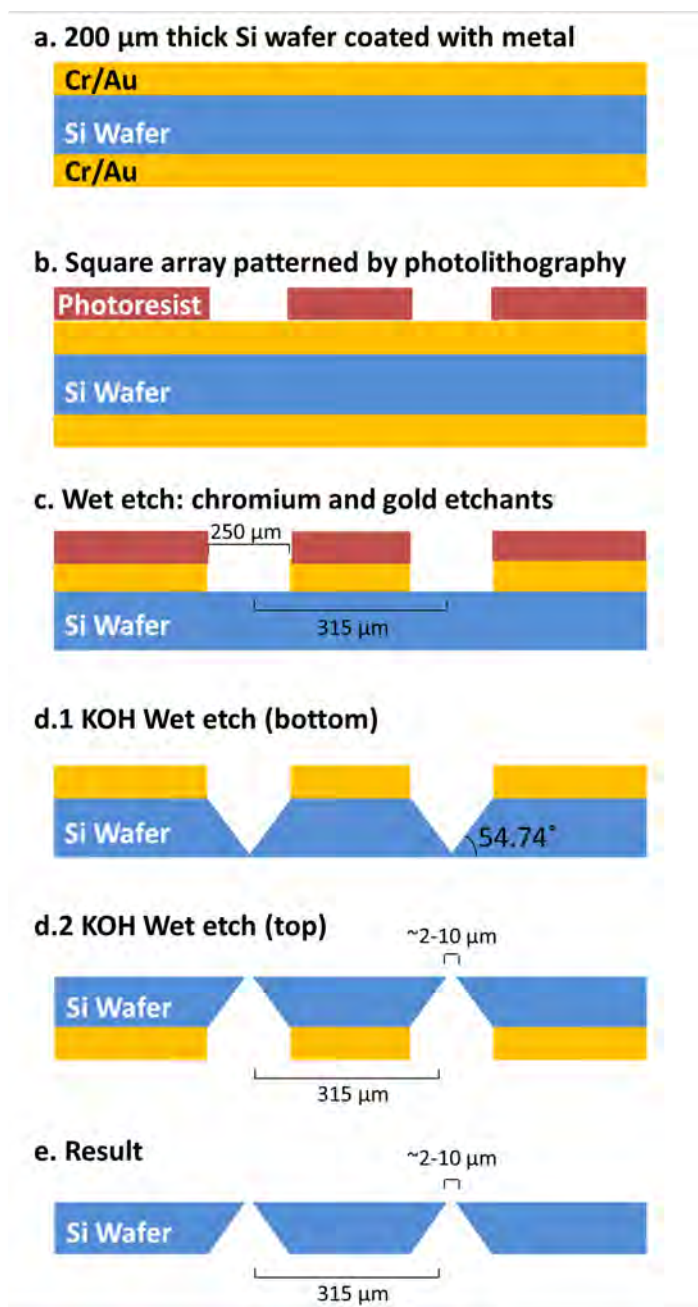 a. 200 μm thick Si wafer coated with metal
Cr/Au
Si Wafer
Cr/Au
b. Square array patterned by photolithography
Photoresist
Si Wafer
c. Wet etch: chromium and gold etchants
250 μm
Si Wafer
315 μm
d.1 KOH Wet etch (bottom)
Si Wafer
54.74°
d.2 KOH Wet etch (top)
~2-10 μm
Si Wafer
315 μm
e. Result
~2-10 μm
Si Wafer
315 μm